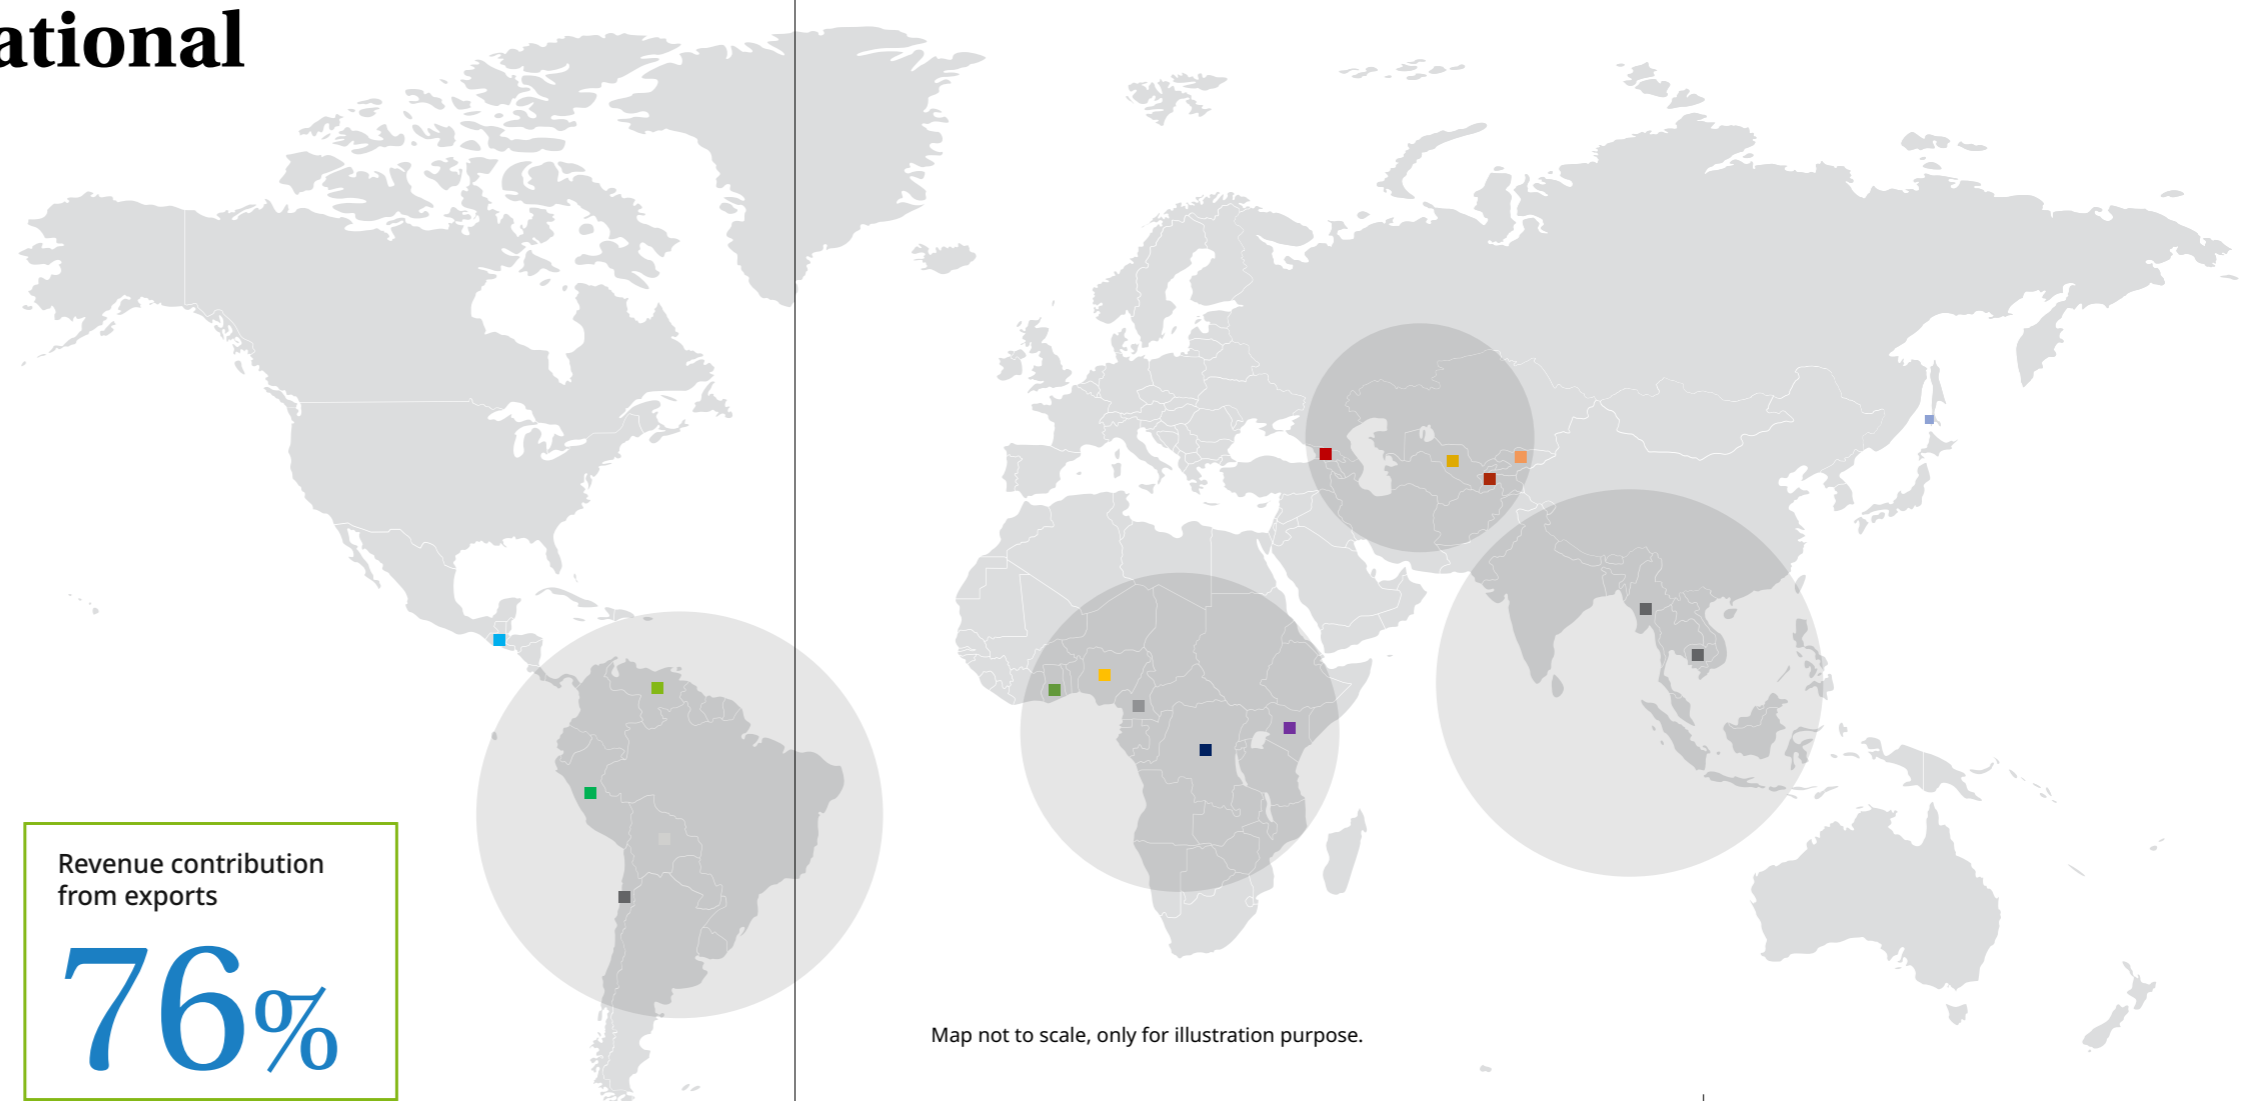 ational
Revenue contribution
from exports
76%
Map not to scale, only for illustration purpose.